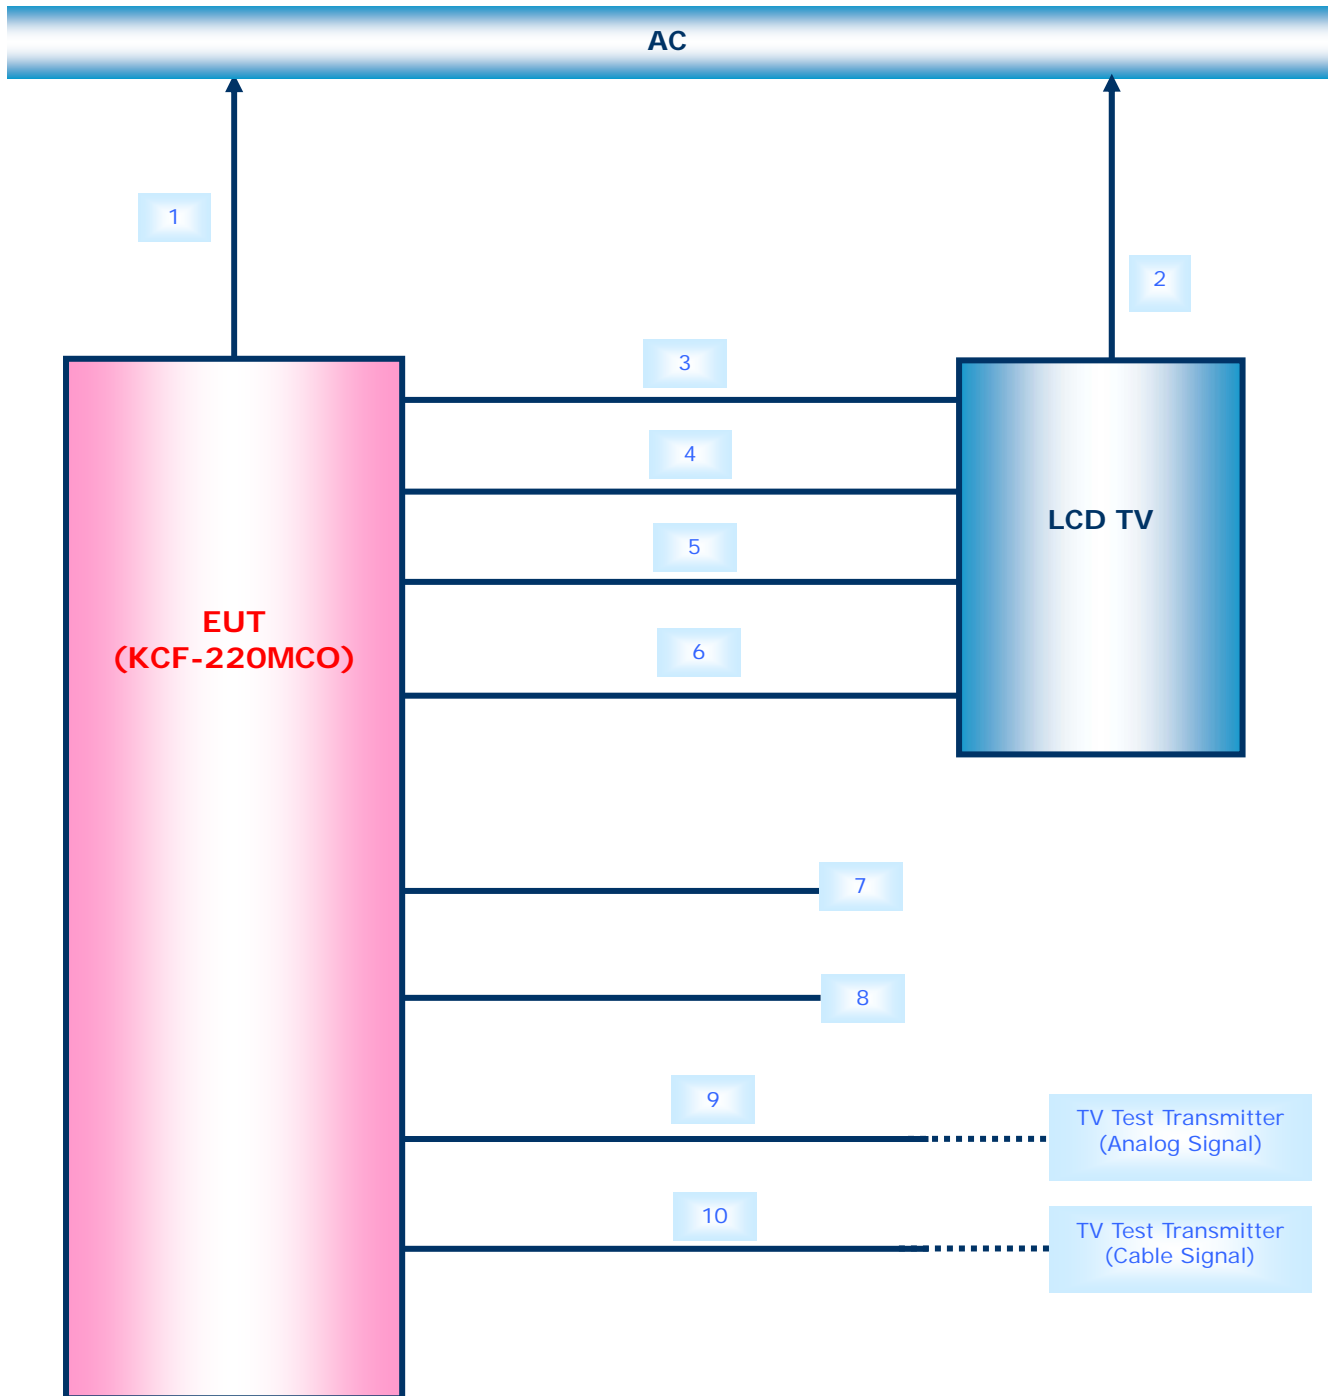 AC
1
2
3
4
5
6
LCD TV
EUT
(KCF-220MCO)
7
8
9
TV Test Transmitter
(Analog Signal)
10
TV Test Transmitter
(Cable Signal)